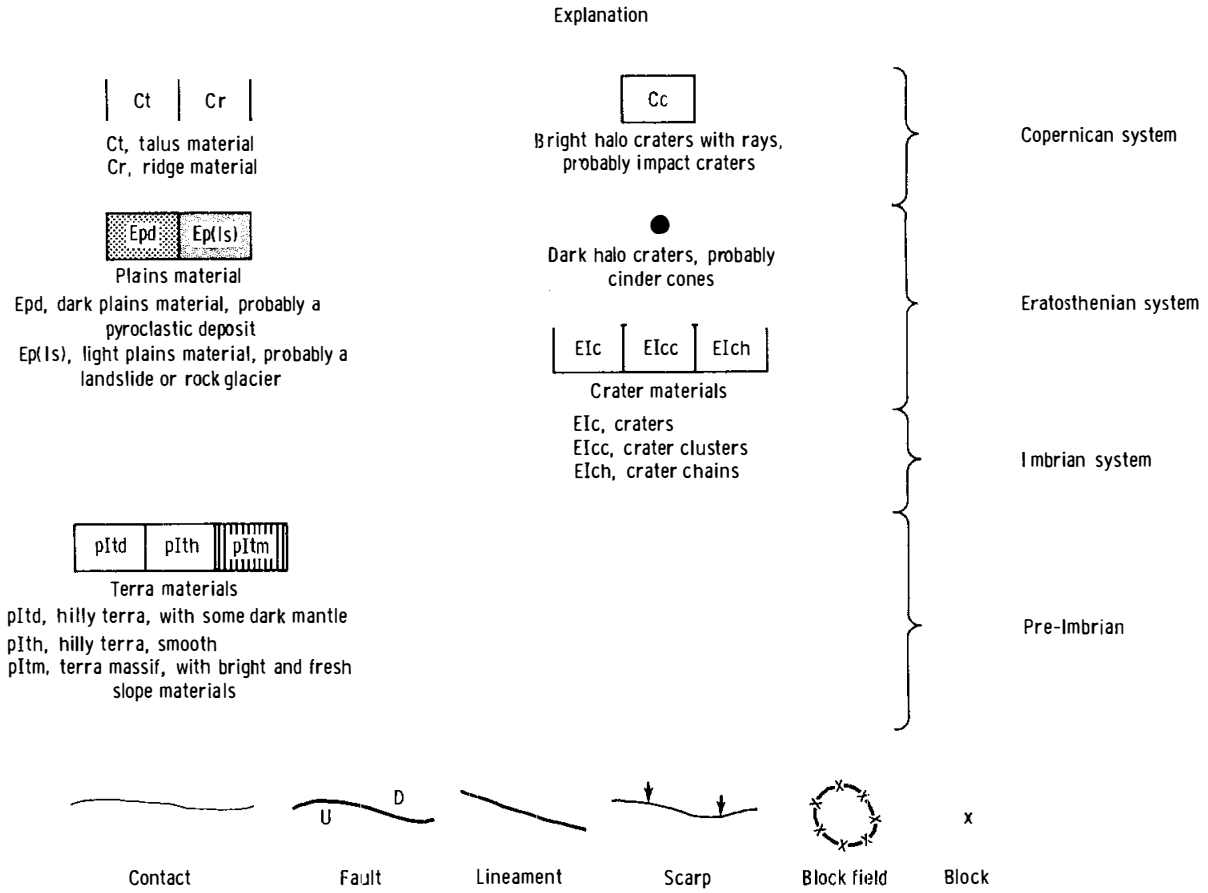 Explanation
Ct Cr
Ct, talus material
Cr, ridge material
Cc
Bright halo craters with rays,
probably impact craters
Copernican system
Epd Ep(ls)
Plains material
Epd, dark plains material, probably a
pyroclastic deposit
Ep(ls), light plains material, probably a
landslide or rock glacier
Dark halo craters, probably
cinder cones
Eratosthenian system
EIc EIcc EIch
Crater materials
EIc, craters
EIcc, crater clusters
EIch, crater chains
Imbrian system
pItd pIth pItm
Terra materials
pItd, hilly terra, with some dark mantle
pIth, hilly terra, smooth
pItm, terra massif, with bright and fresh
slope materials
Pre-Imbrian
U D
x x x x x x x
x
Contact Fault Lineament Scarp Block field Block